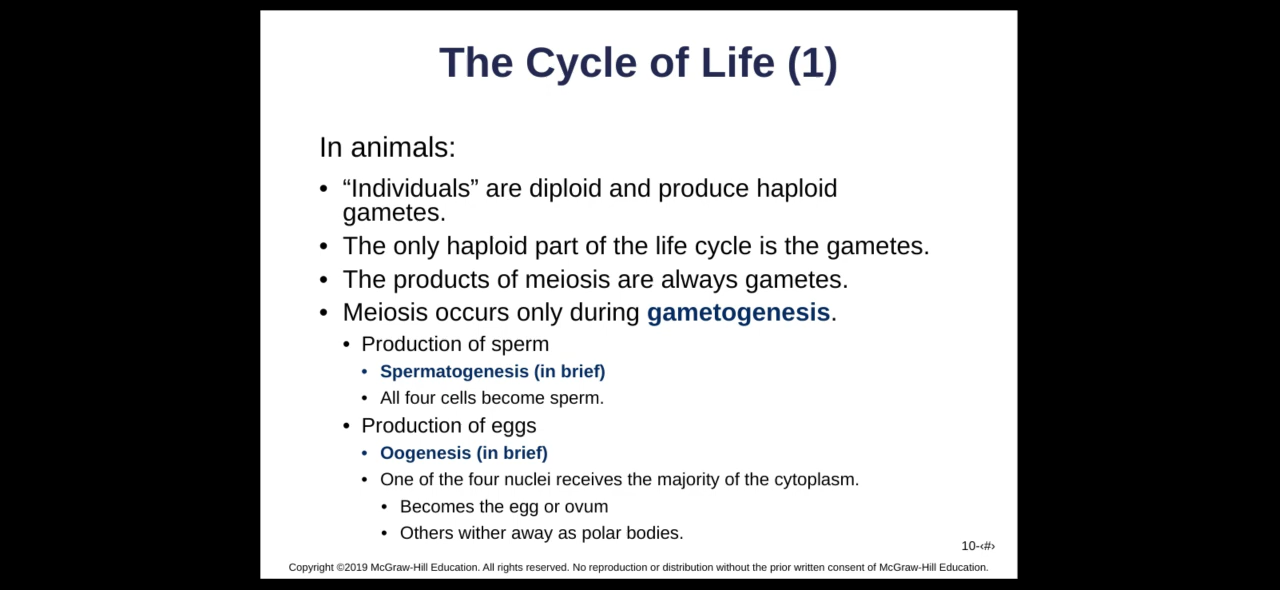 The Cycle of Life (1)
In animals:
• “Individuals” are diploid and produce haploid
gametes.
• The only haploid part of the life cycle is the gametes.
• The products of meiosis are always gametes.
• Meiosis occurs only during gametogenesis.
• Production of sperm
• Spermatogenesis (in brief)
• All four cells become sperm.
• Production of eggs
• Oogenesis (in brief)
• One of the four nuclei receives the majority of the cytoplasm.
• Becomes the egg or ovum
• Others wither away as polar bodies.
10-‹#›
Copyright ©2019 McGraw-Hill Education. All rights reserved. No reproduction or distribution without the prior written consent of McGraw-Hill Education.